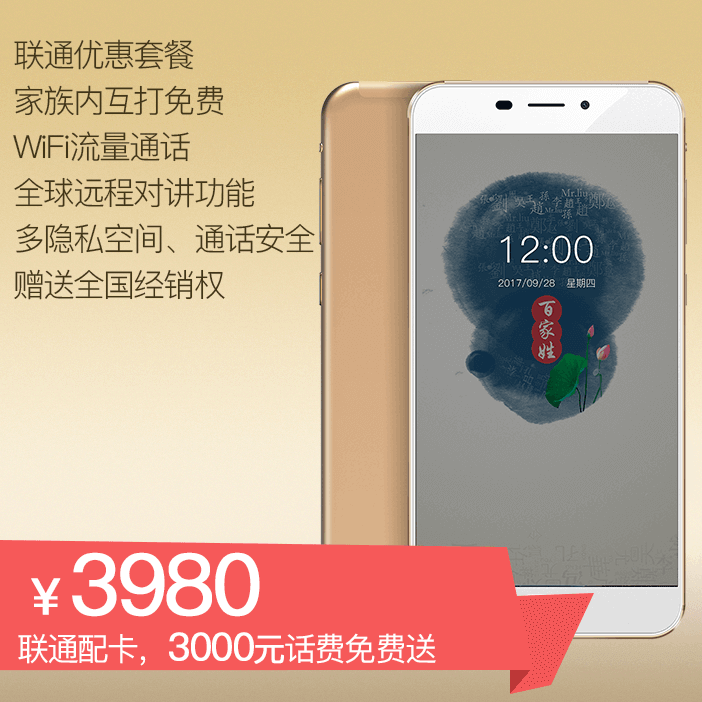 联通优惠套餐
家族内互打免费
WiFi流量通话
全球远程对讲功能
多隐私空间、通话安全
赠送全国经销权
Mr.liu
12:00
2017/09/28 星期四
百家姓
¥3980
联通配卡，3000元话费免费送